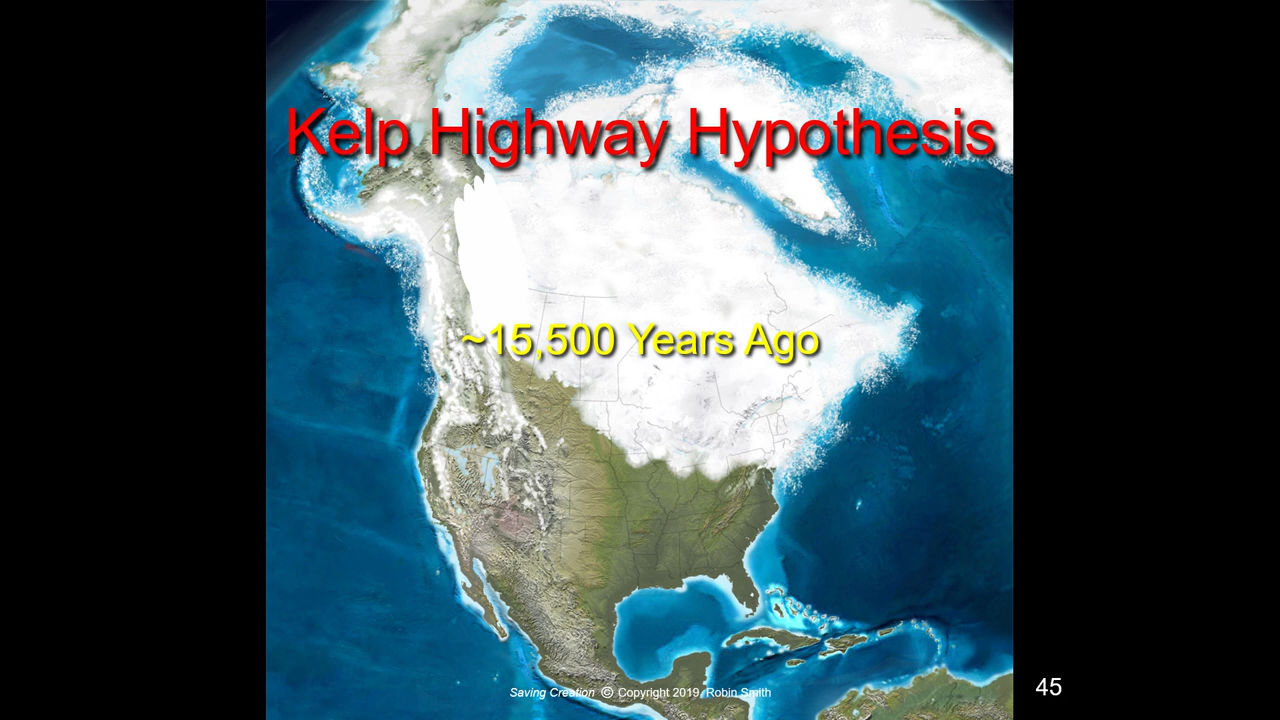 Kelp Highway Hypothesis
~15,500 Years Ago
Saving Creation © Copyright 2019, Robin Smith
45